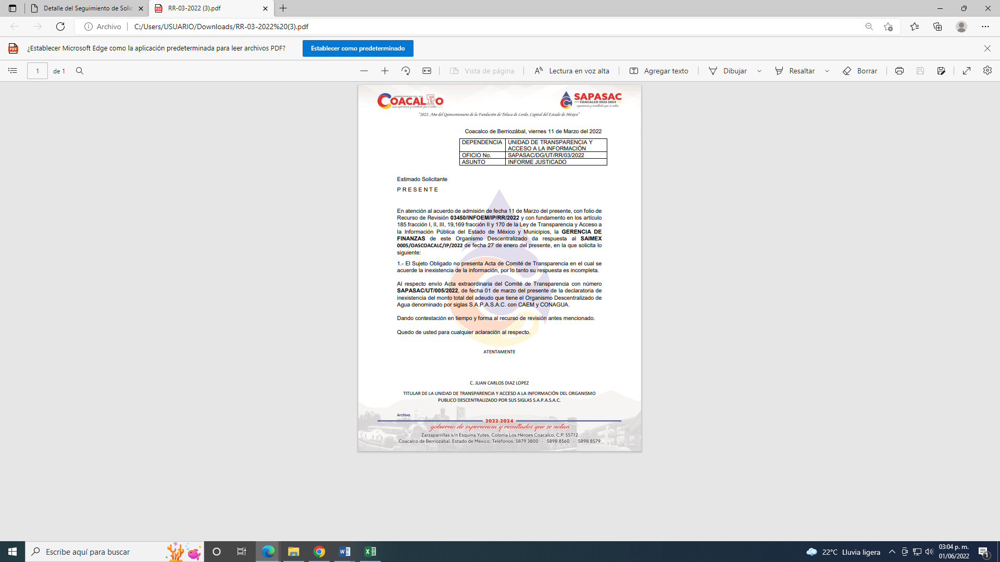 Detalle del Seguimiento de Solic
RR-03-2022 (3).pdf
Archivo
C:/Users/USUARIO/Downloads/RR-03-2022%20(3).pdf
¿Establecer Microsoft Edge como la aplicación predeterminada para leer archivos PDF?
Establecer como predeterminado
1 de 1
Vista de página
Lectura en voz alta
Agregar texto
Dibujar
Resaltar
Borrar
COACALCO
SAPASAC
COACALCO 2022-2024
experiencia y resultados que se notan
"2022. Año del Quincentenario de la Fundación de Toluca de Lerdo, Capital del Estado de México"
Coacalco de Berriozábal, viernes 11 de Marzo del 2022
DEPENDENCIA UNIDAD DE TRANSPARENCIA Y
ACCESO A LA INFORMACIÓN
OFICIO No. SAPASAC/DG/UT/RR/03/2022
ASUNTO INFORME JUSTICADO
Estimado Solicitante
P R E S E N T E
En atención al acuerdo de admisión de fecha 11 de Marzo del presente, con folio de
Recurso de Revisión 03450/INFOEM/IP/RR/2022 y con fundamento en los artículo
185 fracción I, II, III, 19,169 fracción II y 170 de la Ley de Transparencia y Acceso a
la Información Pública del Estado de México y Municipios, la GERENCIA DE
FINANZAS de este Organismo Descentralizado da respuesta al SAIMEX
0005/OASCOACALC/IP/2022 de fecha 27 de enero del presente, en la que solicita lo
siguiente:
1.- El Sujeto Obligado no presenta Acta de Comité de Transparencia en el cual se
acuerde la inexistencia de la información, por lo tanto su respuesta es incompleta.
Al respecto envío Acta extraordinaria del Comité de Transparencia con número
SAPASAC/UT/005/2022, de fecha 01 de marzo del presente de la declaratoria de
inexistencia del monto total del adeudo que tiene el Organismo Descentralizado de
Agua denominado por siglas S.A.P.A.S.A.C. con CAEM y CONAGUA.
Dando contestación en tiempo y forma al recurso de revisión antes mencionado.
Quedo de usted para cualquier aclaración al respecto.
ATENTAMENTE
C. JUAN CARLOS DIAZ LOPEZ
TITULAR DE LA UNIDAD DE TRANSPARENCIA Y ACCESO A LA INFORMACIÓN DEL ORGANISMO
PUBLICO DESCENTRALIZADO POR SUS SIGLAS S.A.P.A.S.A.C.
Archivo.
2022-2024
gobierno de experiencia y resultados que se notan
Zarzaparrillas s/n Esquina Yutes, Colonia Los Héroes Coacalco, C.P. 55712
Coacalco de Berriozábal, Estado de México. Teléfonos: 5879 3800 - 5898 8560 - 5898 8579
Escribe aquí para buscar
22°C Lluvia ligera
03:04 p. m.
01/06/2022
1